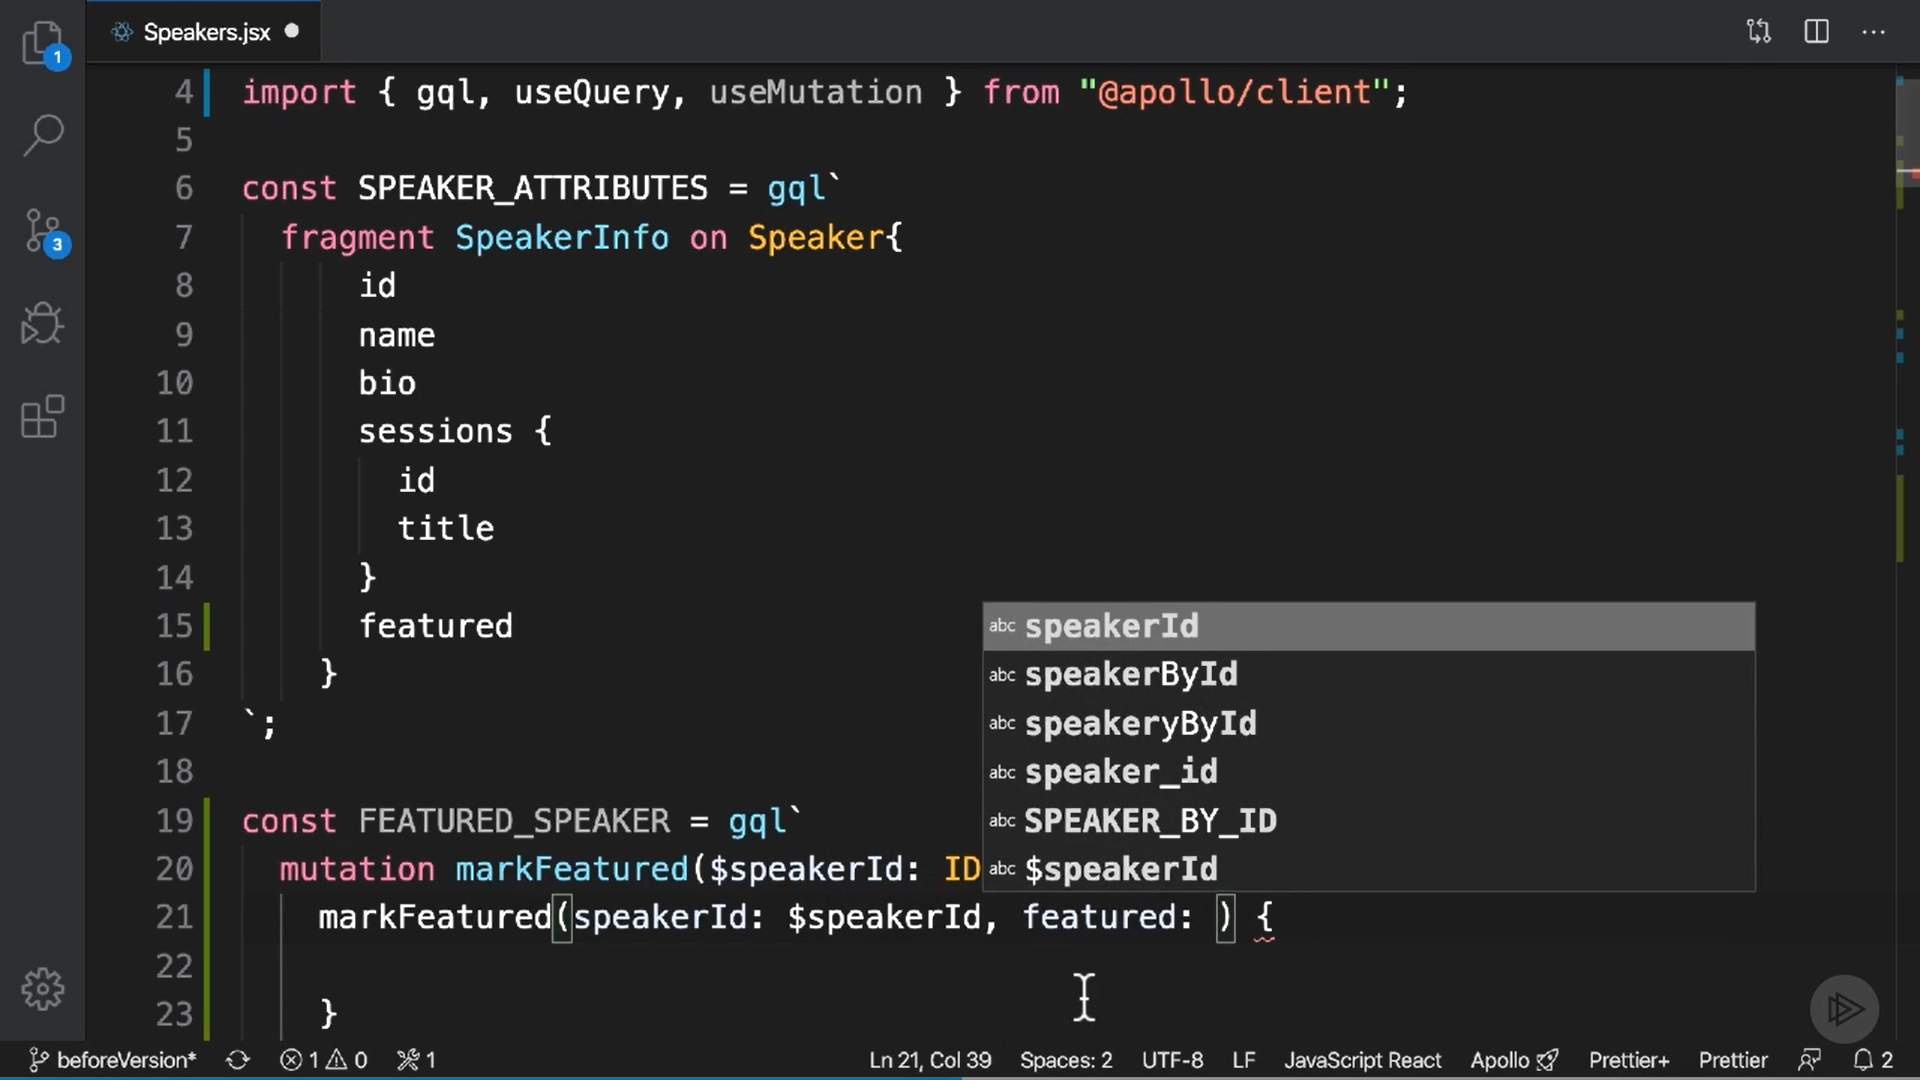 Speakers.jsx
1
3
4 import { gql, useQuery, useMutation } from "@apollo/client";
5
6 const SPEAKER_ATTRIBUTES = gql`
7 fragment SpeakerInfo on Speaker{
8 id
9 name
10 bio
11 sessions {
12 id
13 title
14 }
15 featured
16 }
17 `;
18
19 const FEATURED_SPEAKER = gql`
20 mutation markFeatured($speakerId: ID
21 markFeatured(speakerId: $speakerId, featured: ) {
22
23 }
abc speakerId
abc speakerById
abc speakeryById
abc speaker_id
abc SPEAKER_BY_ID
abc $speakerId
beforeVersion* 1 0 1 Ln 21, Col 39 Spaces: 2 UTF-8 LF JavaScript React Apollo Prettier+ Prettier 2